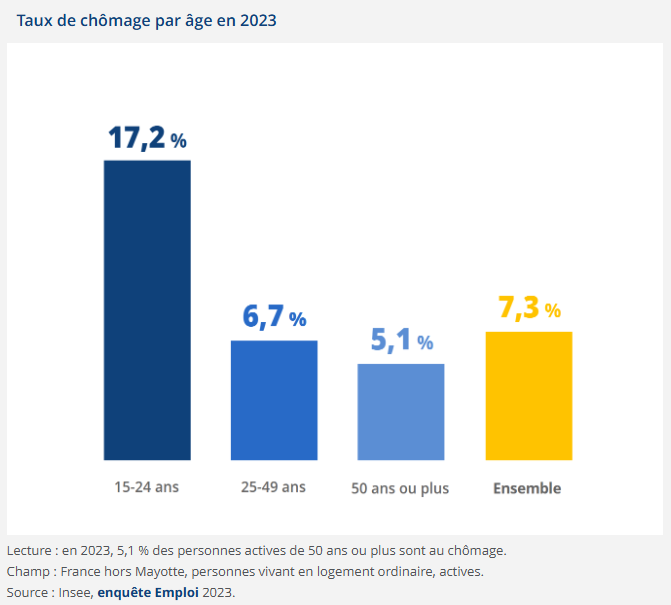 Taux de chômage par âge en 2023
17,2 %
6,7 %
5,1 %
7,3 %
15-24 ans
25-49 ans
50 ans ou plus
Ensemble
Lecture : en 2023, 5,1 % des personnes actives de 50 ans ou plus sont au chômage.
Champ : France hors Mayotte, personnes vivant en logement ordinaire, actives.
Source : Insee, enquête Emploi 2023.